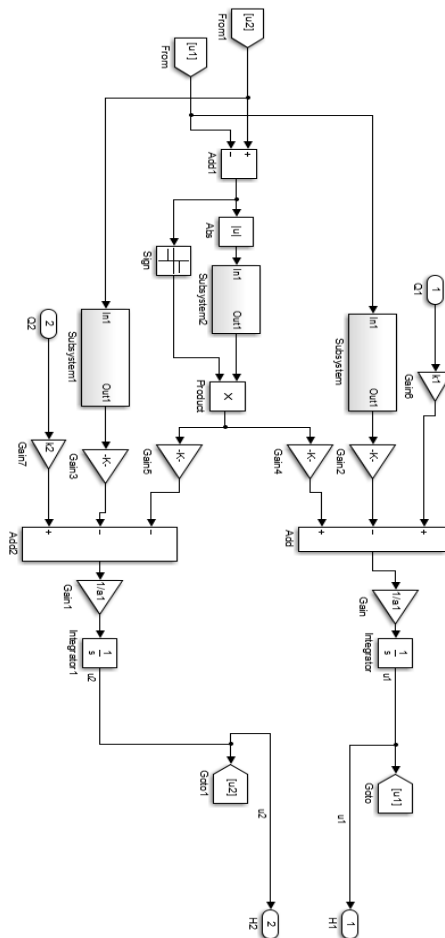 1
Q1
k1
Gain6
In1
Out1
Subsystem
-K-
Gain2
+
-
+
Add
1/a1
Gain
1
s
Integrator
u1
[u1]
Goto
u1
1
H1
-K-
Gain4
[u2]
From1
[u1]
From
+
-
Add1
|u|
Abs
In1
Out1
Subsystem2
Sign
X
Product
-K-
Gain5
In1
Out1
Subsystem1
-K-
Gain3
2
Q2
k2
Gain7
-
-
+
Add2
1/a1
Gain1
1
s
Integrator1
u2
[u2]
Goto1
u2
2
H2